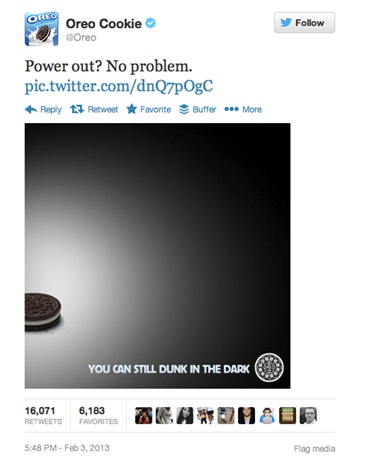 OREO
Oreo Cookie
@Oreo
Follow
Power out? No problem.
pic.twitter.com/dnQ7pOgC
Reply Retweet Favorite Buffer More
YOU CAN STILL DUNK IN THE DARK
16,071 6,183
RETWEETS FAVORITES
5:48 PM - Feb 3, 2013 Flag media